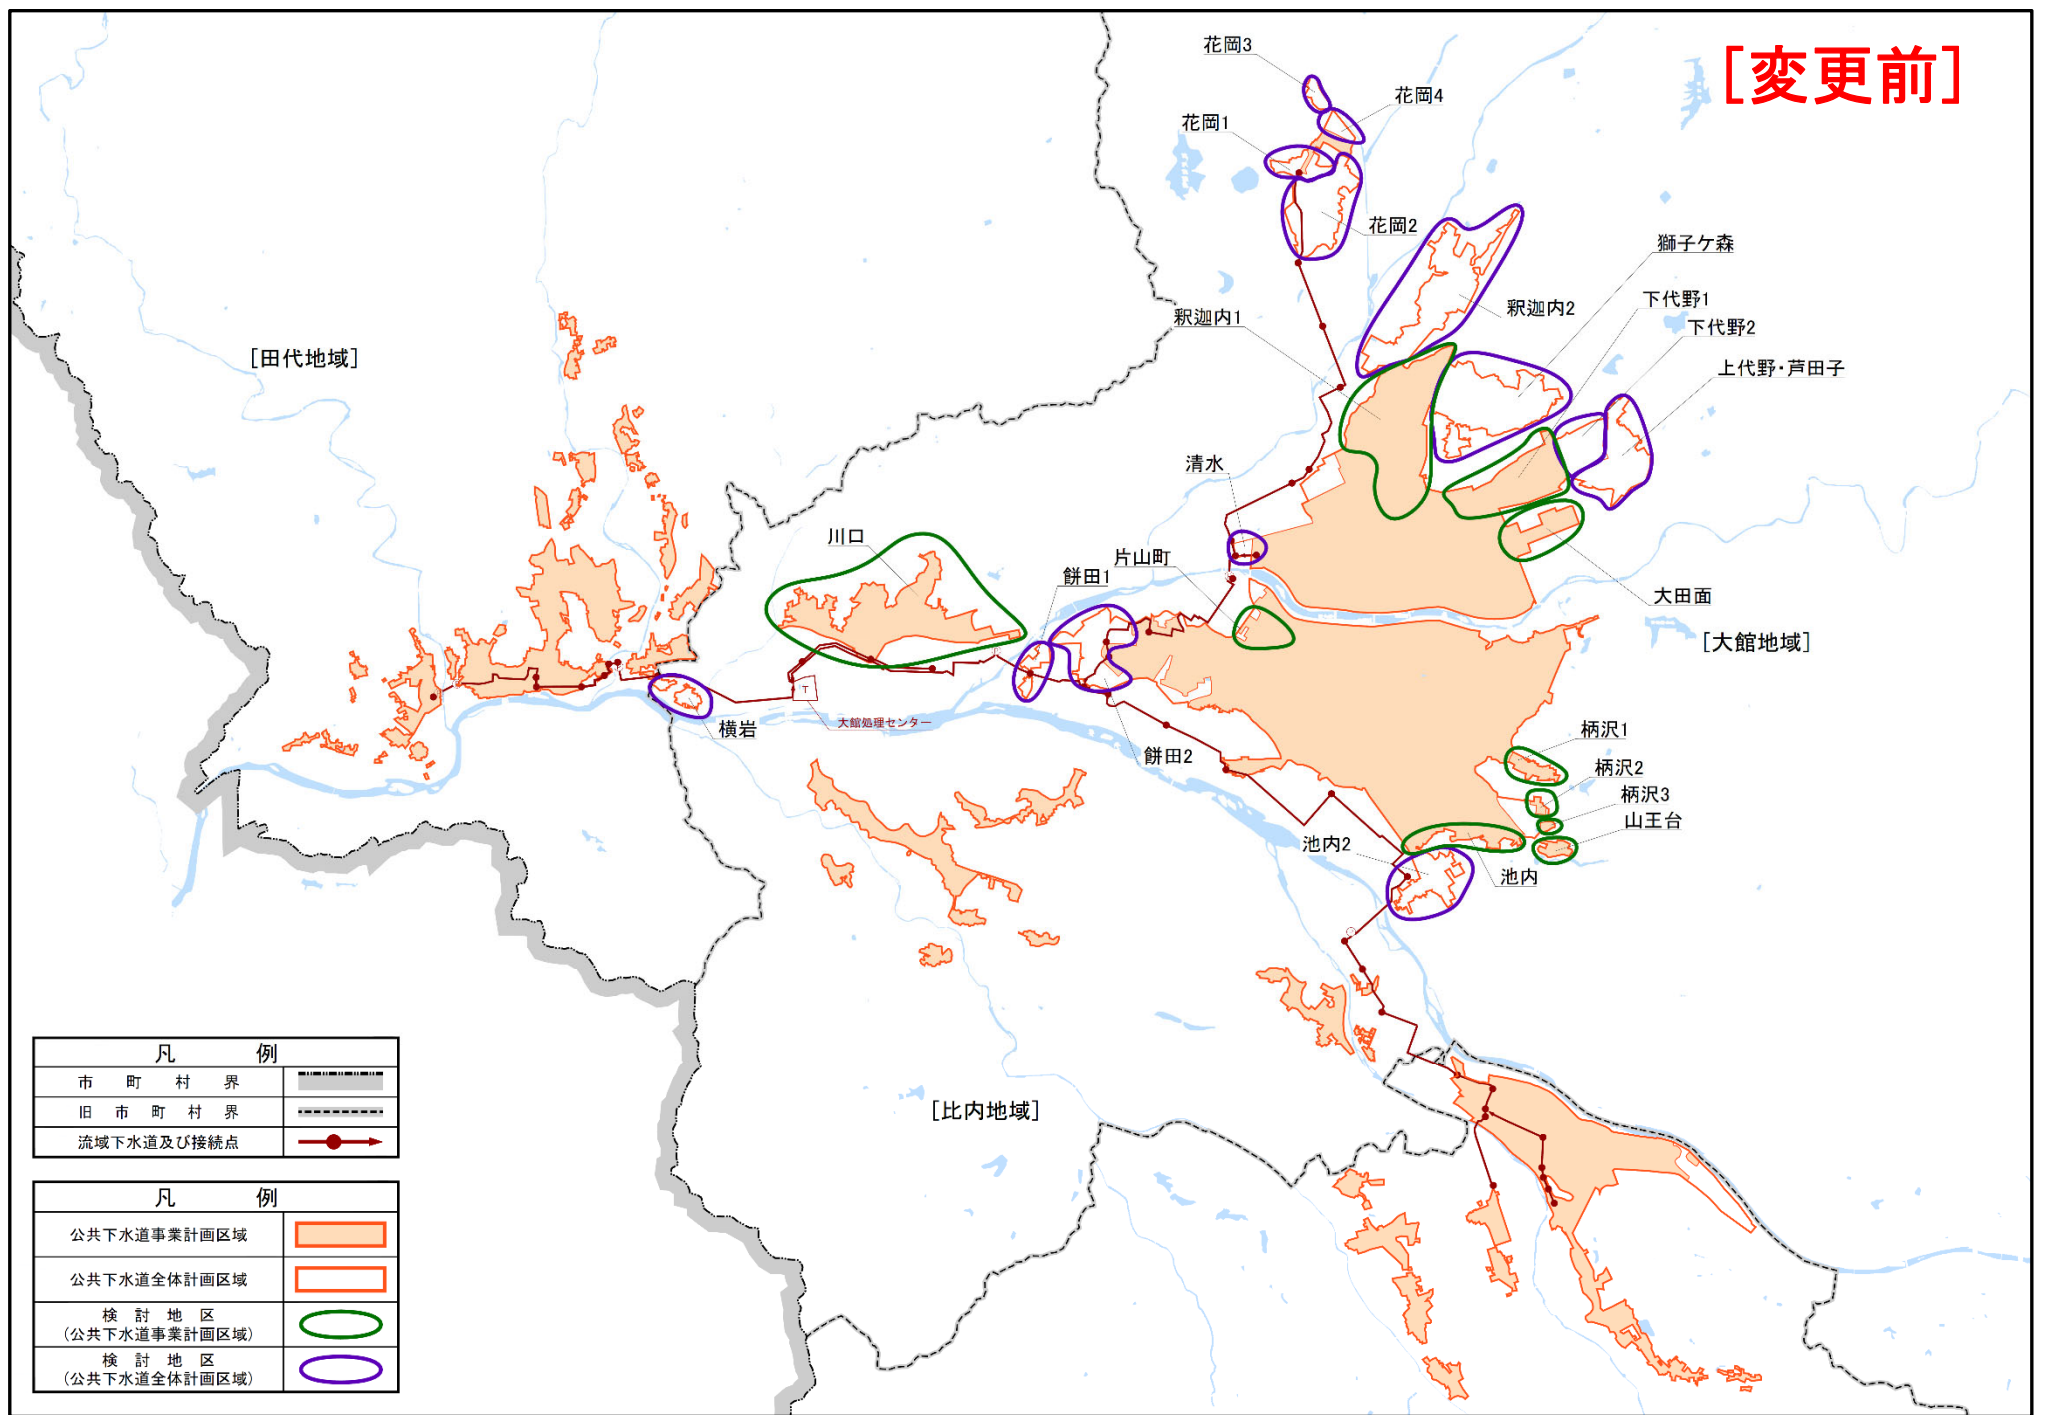 [変更前]
花岡3
花岡4
花岡1
花岡2
獅子ケ森
下代野1
釈迦内2
釈迦内1
下代野2
[田代地域]
上代野・芦田子
清水
川口
片山町
餅田1
大田面
[大館地域]
大館処理センター
横岩
餅田2
柄沢1
柄沢2
柄沢3
山王台
池内2
池内
[比内地域]
凡例
市町村界
旧市町村界
流域下水道及び接続点
凡例
公共下水道事業計画区域
公共下水道全体計画区域
検討地区
(公共下水道事業計画区域)
検討地区
(公共下水道全体計画区域)